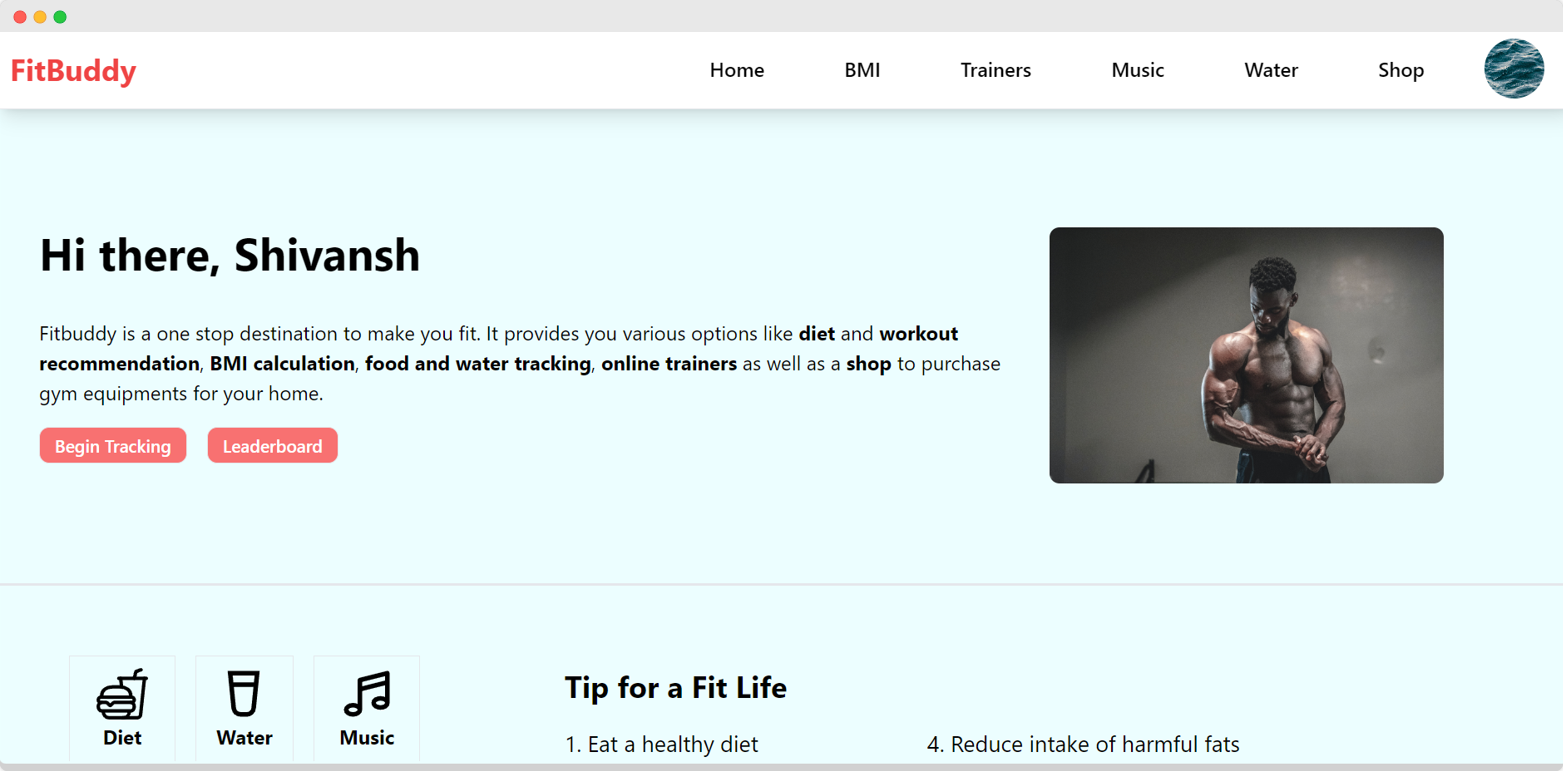 FitBuddy
Home BMI Trainers Music Water Shop
Hi there, Shivansh
Fitbuddy is a one stop destination to make you fit. It provides you various options like diet and workout
recommendation, BMI calculation, food and water tracking, online trainers as well as a shop to purchase
gym equipments for your home.
Begin Tracking Leaderboard
Diet Water Music
Tip for a Fit Life
1. Eat a healthy diet
4. Reduce intake of harmful fats